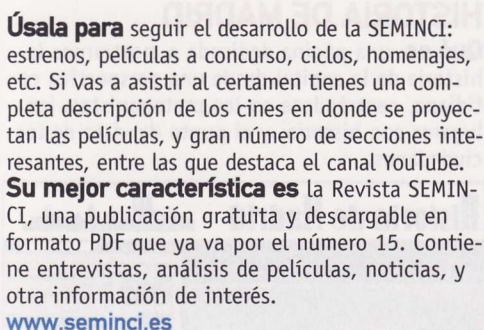 Úsala para seguir el desarrollo de la SEMINCI:
estrenos, películas a concurso, ciclos, homenajes,
etc. Si vas a asistir al certamen tienes una com-
pleta descripción de los cines en donde se proyec-
tan las películas, y gran número de secciones inte-
resantes, entre las que destaca el canal YouTube.
Su mejor característica es la Revista SEMIN-
CI, una publicación gratuita y descargable en
formato PDF que ya va por el número 15. Contie-
ne entrevistas, análisis de películas, noticias, y
otra información de interés.
www.seminci.es